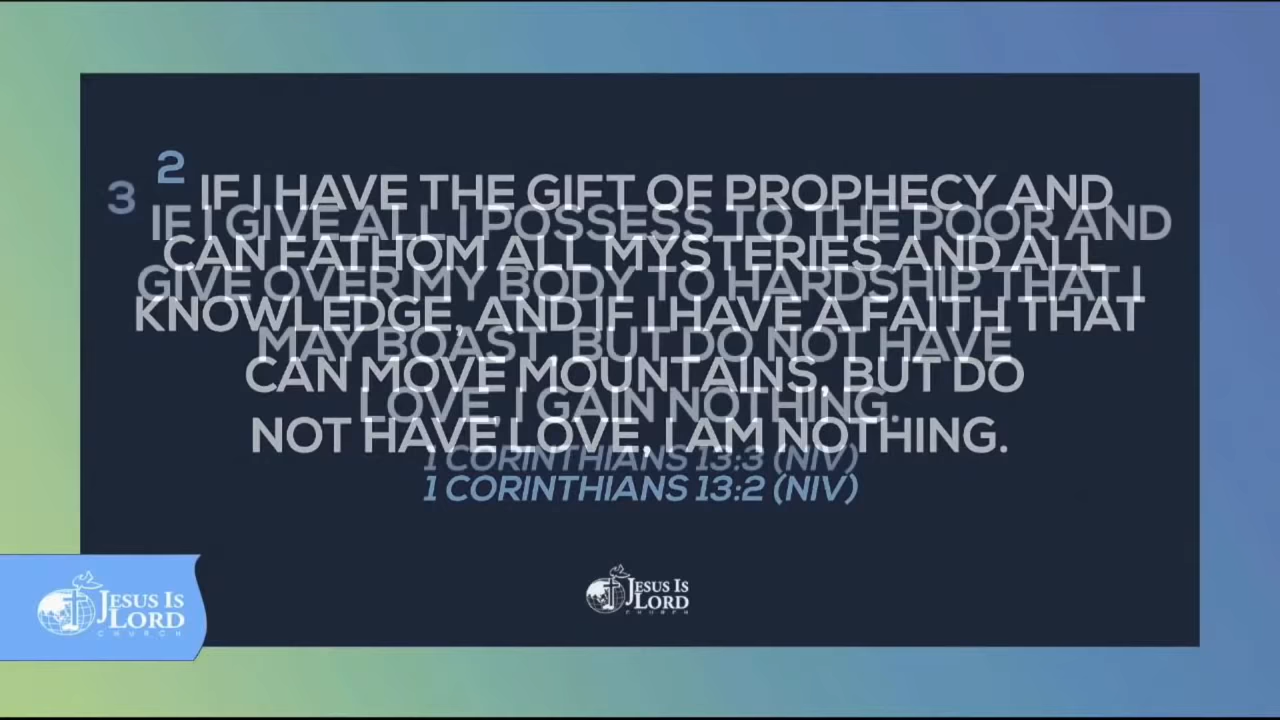 2 IF I HAVE THE GIFT OF PROPHECY AND
CAN FATHOM ALL MYSTERIES AND ALL
KNOWLEDGE, AND IF I HAVE A FAITH THAT
CAN MOVE MOUNTAINS, BUT DO
NOT HAVE LOVE, I AM NOTHING.
1 CORINTHIANS 13:2 (NIV)
3 IF I GIVE ALL I POSSESS TO THE POOR AND
GIVE OVER MY BODY TO HARDSHIP THAT I
MAY BOAST, BUT DO NOT HAVE
LOVE, I GAIN NOTHING.
1 CORINTHIANS 13:3 (NIV)
JESUS IS
LORD
CHURCH
JESUS IS
LORD
CHURCH